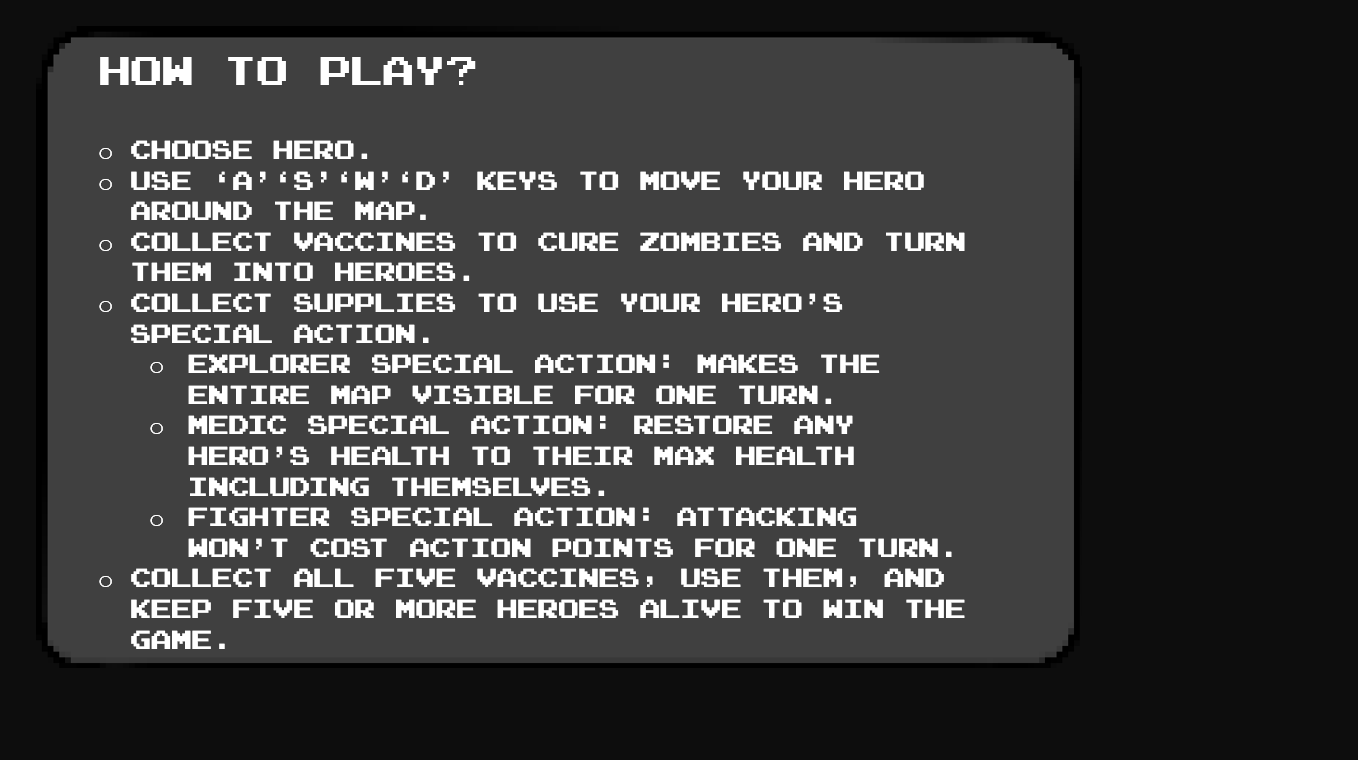 HOW TO PLAY?
○ CHOOSE HERO.
○ USE ‘A’‘S’‘W’‘D’ KEYS TO MOVE YOUR HERO
AROUND THE MAP.
○ COLLECT VACCINES TO CURE ZOMBIES AND TURN
THEM INTO HEROES.
○ COLLECT SUPPLIES TO USE YOUR HERO’S
SPECIAL ACTION.
○ EXPLORER SPECIAL ACTION: MAKES THE
ENTIRE MAP VISIBLE FOR ONE TURN.
○ MEDIC SPECIAL ACTION: RESTORE ANY
HERO’S HEALTH TO THEIR MAX HEALTH
INCLUDING THEMSELVES.
○ FIGHTER SPECIAL ACTION: ATTACKING
WON’T COST ACTION POINTS FOR ONE TURN.
○ COLLECT ALL FIVE VACCINES, USE THEM, AND
KEEP FIVE OR MORE HEROES ALIVE TO WIN THE
GAME.